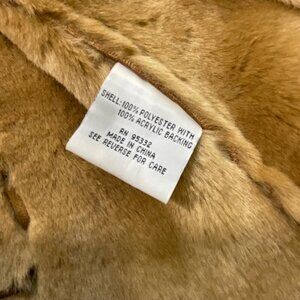 SHELL:100% POLYESTER WITH
100% ACRYLIC BACKING
RN 95332
MADE IN CHINA
SEE REVERSE FOR CARE